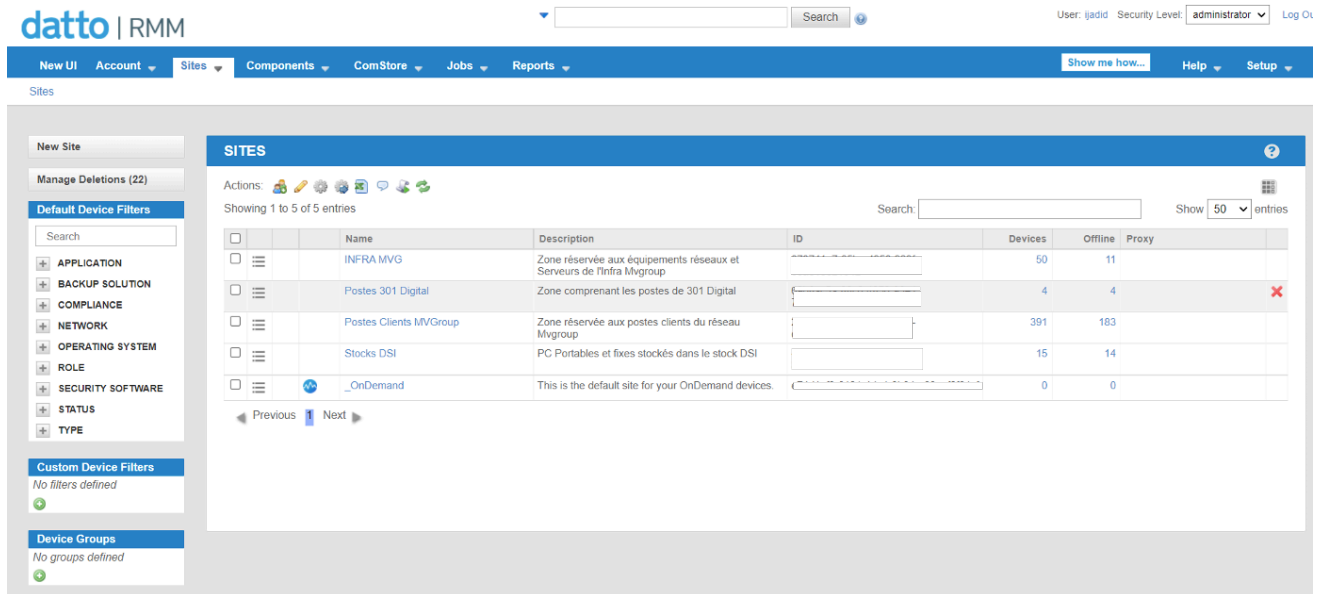 datto | RMM
Search
User: ijadid Security Level: administrator
Log Ou
New UI Account Sites Components ComStore Jobs Reports
Show me how...
Help Setup
Sites
New Site
Manage Deletions (22)
Default Device Filters
Search
APPLICATION
BACKUP SOLUTION
COMPLIANCE
NETWORK
OPERATING SYSTEM
ROLE
SECURITY SOFTWARE
STATUS
TYPE
Custom Device Filters
No filters defined
Device Groups
No groups defined
SITES
Actions:
Showing 1 to 5 of 5 entries
Search:
Show 50 entries
Name Description ID Devices Offline Proxy
INFRA MVG Zone réservée aux équipements réseaux et 50 11
Serveurs de l'Infra Mvgroup
Postes 301 Digital Zone comprenant les postes de 301 Digital 4 4
Postes Clients MVGroup Zone réservée aux postes clients du réseau 391 183
Mvgroup
Stocks DSI PC Portables et fixes stockés dans le stock DSI 15 14
_OnDemand This is the default site for your OnDemand devices. 0 0
Previous 1 Next